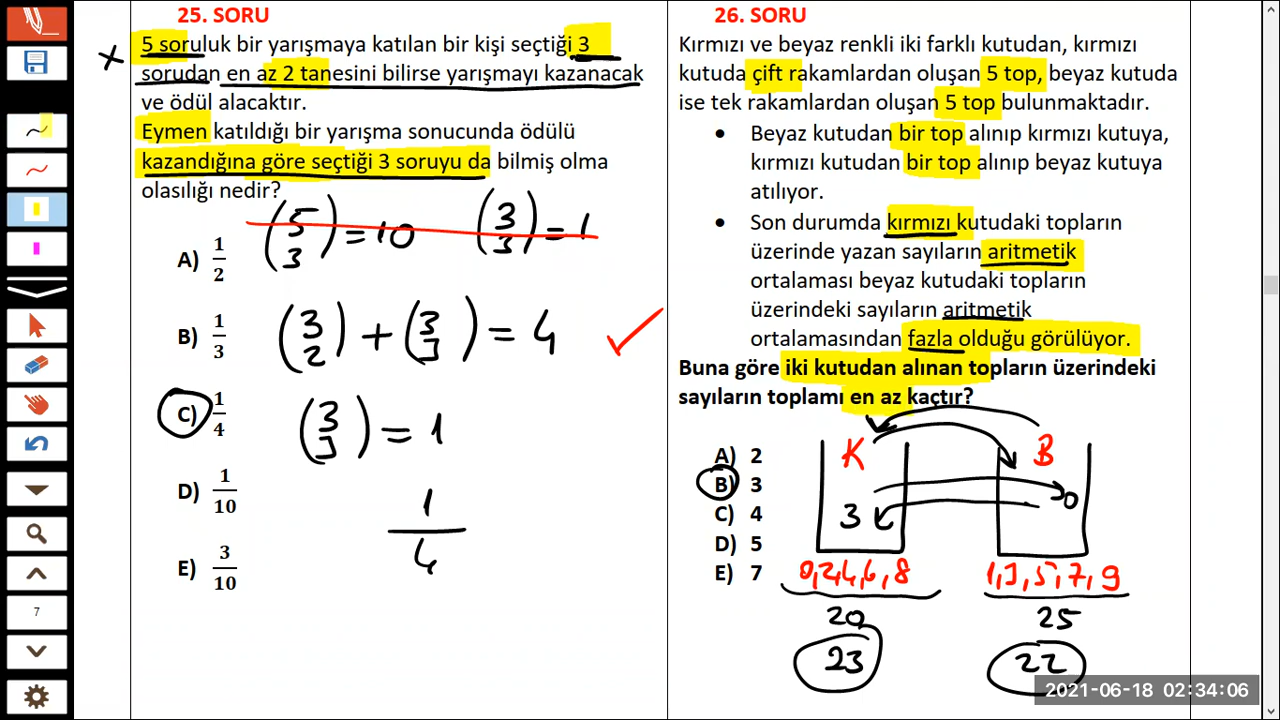 25. SORU
5 soruluk bir yarışmaya katılan bir kişi seçtiği 3
sorudan en az 2 tanesini bilirse yarışmayı kazanacak
ve ödül alacaktır.
Eymen katıldığı bir yarışma sonucunda ödülü
kazandığına göre seçtiği 3 soruyu da bilmiş olma
olasılığı nedir?
(5 3) = 10 (3 3) = 1
A) 1/2
B) 1/3
(3 2) + (3 3) = 4
C) 1/4
(3 3) = 1
D) 1/10
1/4
E) 3/10
26. SORU
Kırmızı ve beyaz renkli iki farklı kutudan, kırmızı
kutuda çift rakamlardan oluşan 5 top, beyaz kutuda
ise tek rakamlardan oluşan 5 top bulunmaktadır.
• Beyaz kutudan bir top alınıp kırmızı kutuya,
kırmızı kutudan bir top alınıp beyaz kutuya
atılıyor.
• Son durumda kırmızı kutudaki topların
üzerinde yazan sayıların aritmetik
ortalaması beyaz kutudaki topların
üzerindeki sayıların aritmetik
ortalamasından fazla olduğu görülüyor.
Buna göre iki kutudan alınan topların üzerindeki
sayıların toplamı en az kaçtır?
A) 2
B) 3
C) 4
D) 5
E) 7
K B
3 0
0,2,4,6,8 1,3,5,7,9
20 25
23 22
7
2021-06-18 02:34:06